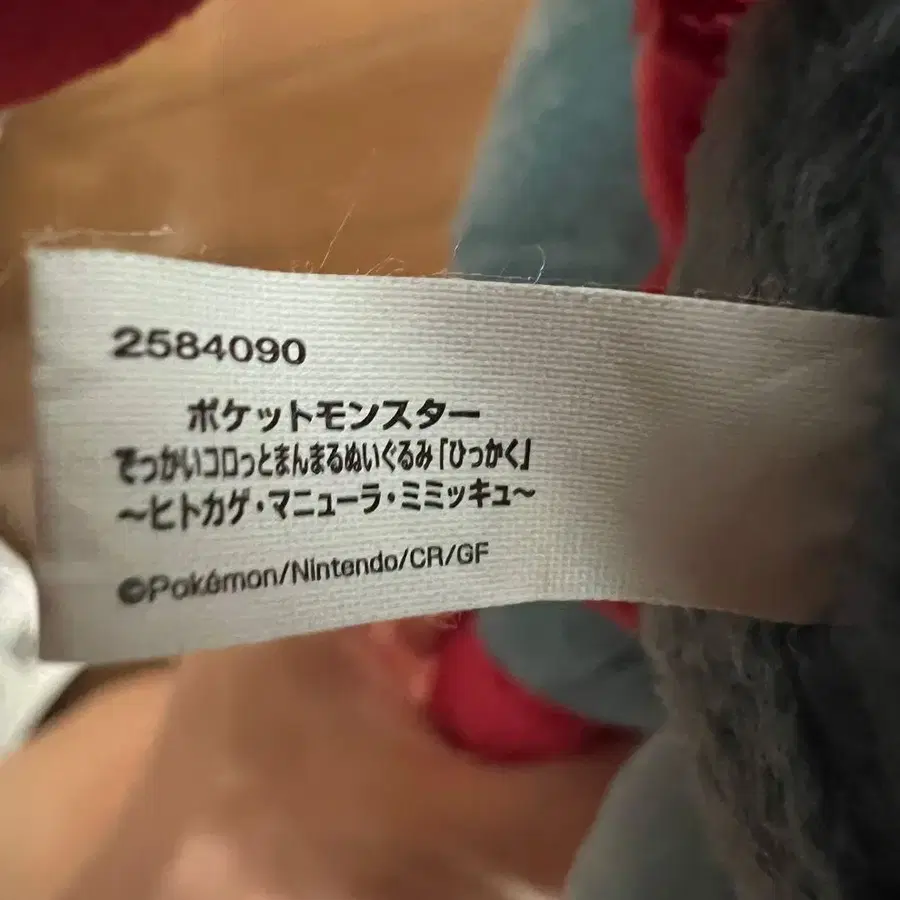 2584090
ポケットモンスター
でっかいコロっとまんまるぬいぐるみ「ひっかく」
～ヒトカゲ・マニューラ・ミミッキュ～
©Pokémon/Nintendo/CR/GF